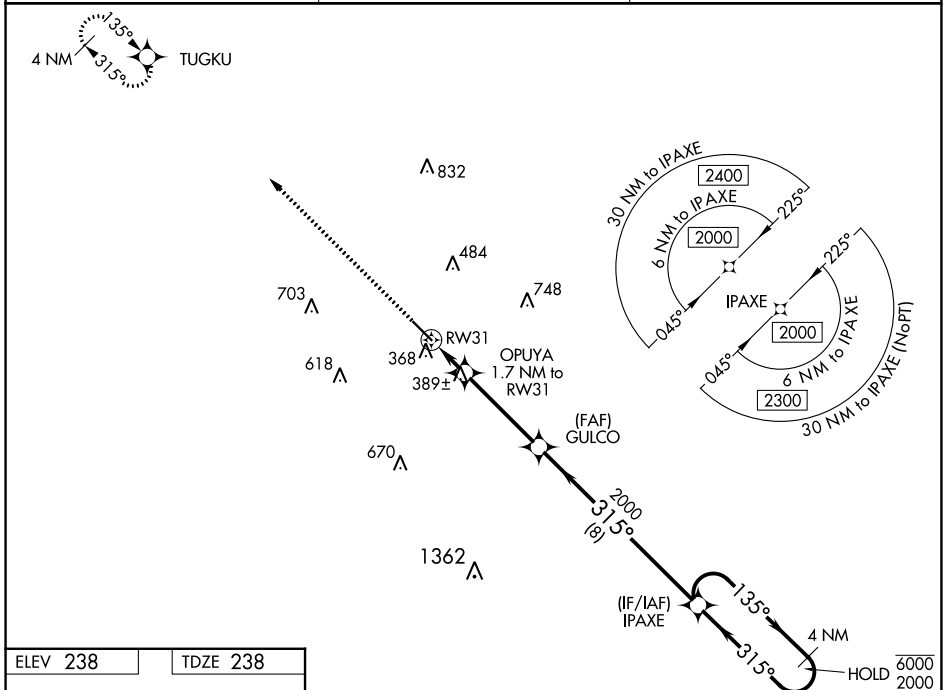 135°
4 NM
TUGKU
315°
832
30 NM to IPAXE
2400
6 NM to IPAXE
225°
2000
484
225°
703
748
IPAXE
045°
2000
RW31
368
OPUYA
1.7 NM to
RW31
618
389±
045°
6 NM to IPAXE
2300
30 NM to IPAXE (NoPT)
(FAF)
GULCO
670
2000
315°
(8)
1362
(IF/IAF)
IPAXE
135°
4 NM
315°
HOLD
6000
2000
ELEV 238
TDZE 238